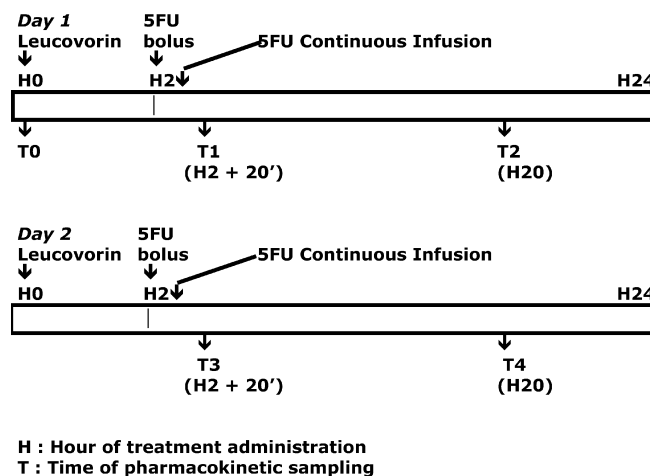 Day 1
Leucovorin
5FU
bolus
5FU Continuous Infusion
H0
H2
H24
T0
T1
(H2 + 20')
T2
(H20)
Day 2
Leucovorin
5FU
bolus
5FU Continuous Infusion
H0
H2
H24
T3
(H2 + 20')
T4
(H20)
H : Hour of treatment administration
T : Time of pharmacokinetic sampling